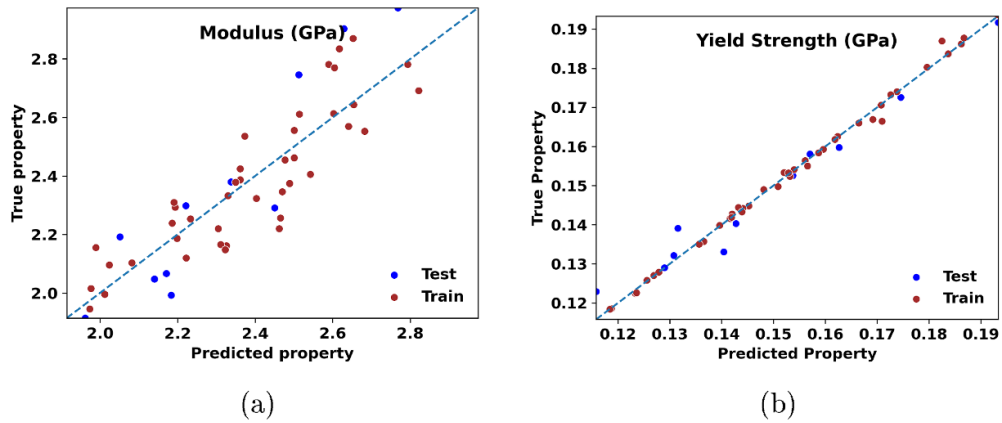 Modulus (GPa)
True property
2.8
2.6
2.4
2.2
2.0
Test
Train
2.0 2.2 2.4 2.6 2.8
Predicted property
(a)
Yield Strength (GPa)
True Property
0.19
0.18
0.17
0.16
0.15
0.14
0.13
0.12
Test
Train
0.12 0.13 0.14 0.15 0.16 0.17 0.18 0.19
Predicted Property
(b)